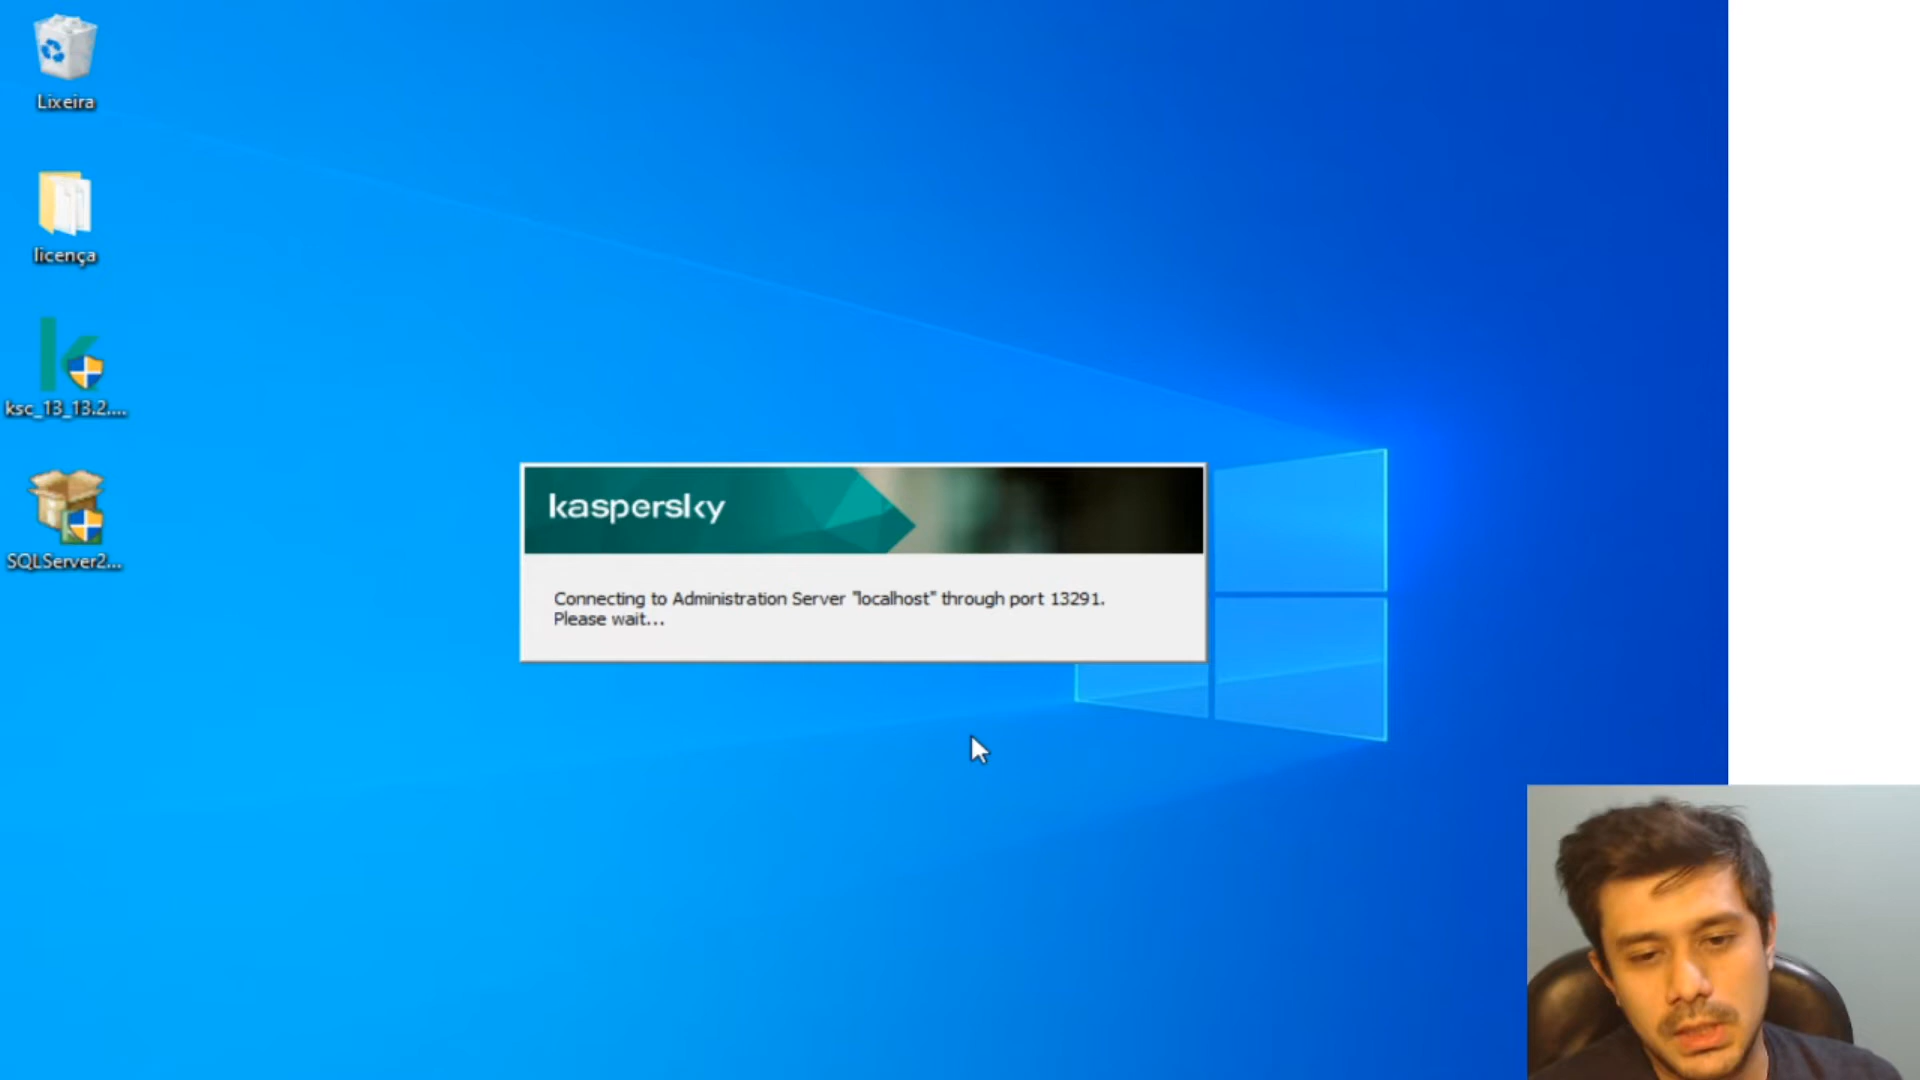 Lixeira
licença
ksc_13_13.2....
SQLServer2...
kaspersky
Connecting to Administration Server "localhost" through port 13291.
Please wait...